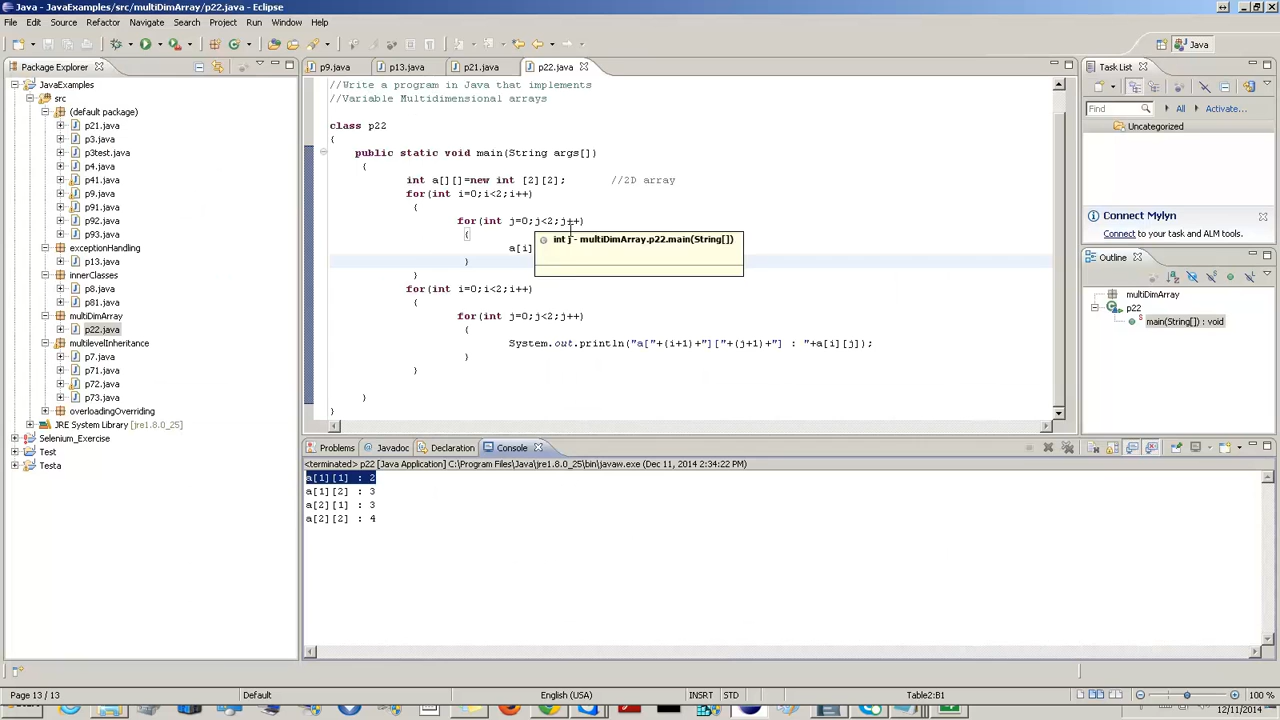 Java - JavaExamples/src/multiDimArray/p22.java - Eclipse
File Edit Source Refactor Navigate Search Project Run Window Help
Java
Package Explorer
p9.java p13.java p21.java p22.java
Task List
JavaExamples
src
(default package)
p21.java
p3.java
p3test.java
p4.java
p41.java
p9.java
p91.java
p92.java
p93.java
exceptionHandling
p13.java
innerClasses
p8.java
p81.java
multiDimArray
p22.java
multilevelInheritance
p7.java
p71.java
p72.java
p73.java
overloadingOverriding
JRE System Library [jre1.8.0_25]
Selenium_Exercise
Test
Testa
//Write a program in Java that implements
//Variable Multidimensional arrays
class p22
{
public static void main(String args[])
{
int a[][]=new int [2][2]; //2D array
for(int i=0;i<2;i++)
{
for(int j=0;j<2;j++)
{
int j - multiDimArray.p22.main(String[])
a[i]
}
}
for(int i=0;i<2;i++)
{
for(int j=0;j<2;j++)
{
System.out.println("a["+(i+1)+"]["+(j+1)+"] : "+a[i][j]);
}
}
}
}
Find All Activate...
Uncategorized
Connect Mylyn
Connect to your task and ALM tools.
Outline
multiDimArray
p22
main(String[]) : void
Problems Javadoc Declaration Console
<terminated> p22 [Java Application] C:\Program Files\Java\jre1.8.0_25\bin\javaw.exe (Dec 11, 2014 2:34:22 PM)
a[1][1] : 2
a[1][2] : 3
a[2][1] : 3
a[2][2] : 4
Page 13 / 13 Default English (USA) INSRT STD Table2:B1 100 %
12/11/2014